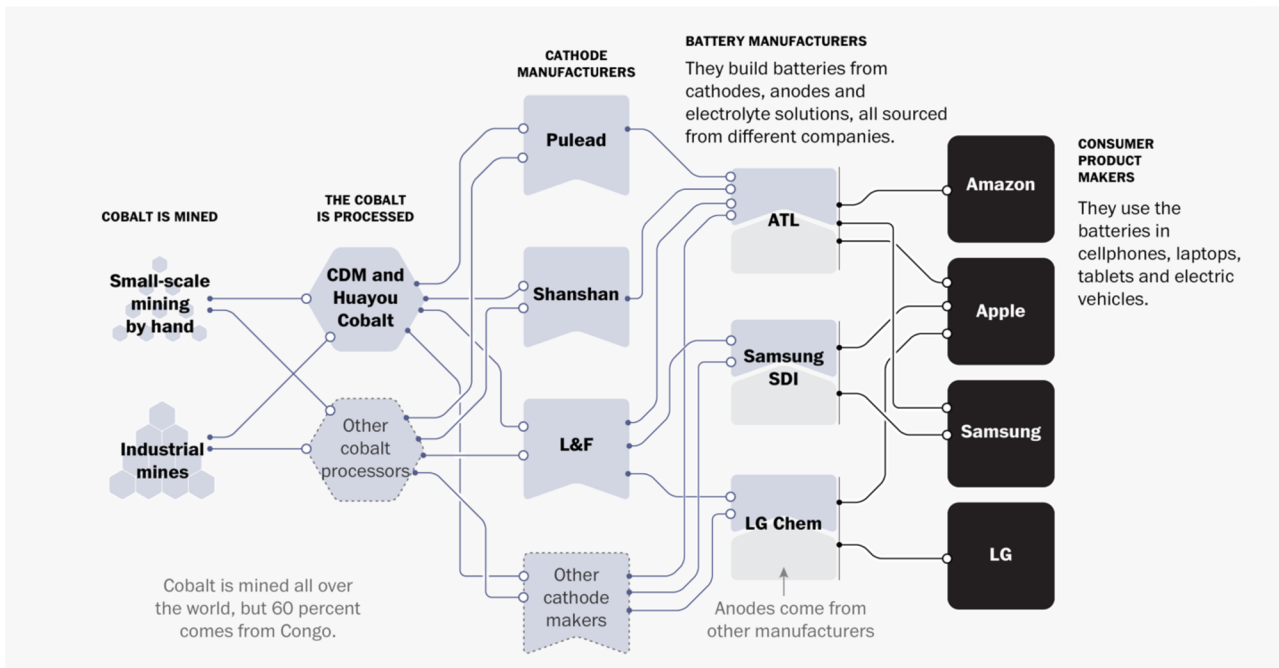 COBALT IS MINED
Small-scale
mining
by hand
Industrial
mines
Cobalt is mined all over
the world, but 60 percent
comes from Congo.
THE COBALT
IS PROCESSED
CDM and
Huayou
Cobalt
Other
cobalt
processors
CATHODE
MANUFACTURERS
Pulead
Shanshan
L&F
Other
cathode
makers
BATTERY MANUFACTURERS
They build batteries from
cathodes, anodes and
electrolyte solutions, all sourced
from different companies.
ATL
Samsung
SDI
LG Chem
Anodes come from
other manufacturers
Amazon
Apple
Samsung
LG
CONSUMER
PRODUCT
MAKERS
They use the
batteries in
cellphones, laptops,
tablets and electric
vehicles.